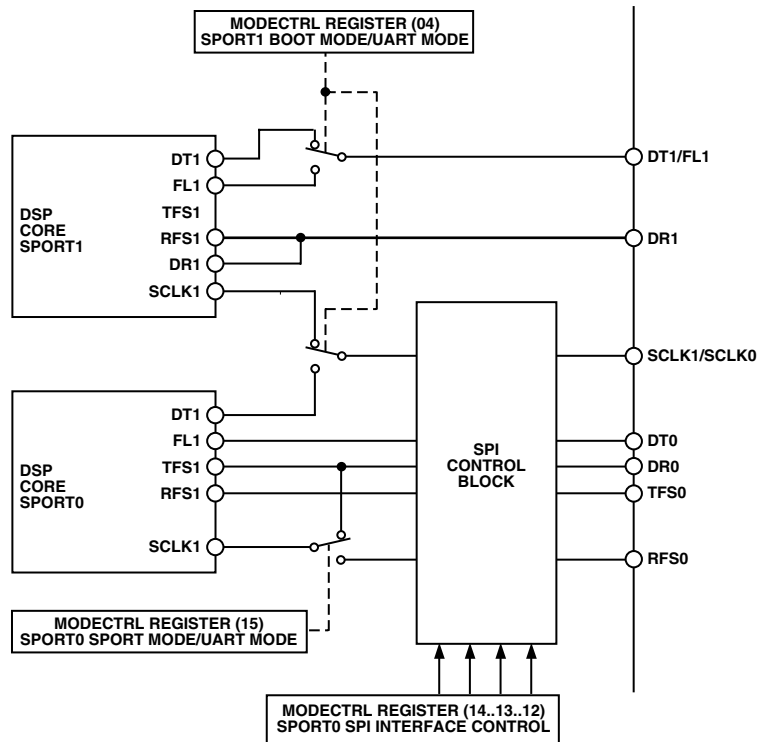 MODECTRL REGISTER (04)
SPORT1 BOOT MODE/UART MODE
DSP
CORE
SPORT1
DT1
FL1
TFS1
RFS1
DR1
SCLK1
DT1/FL1
DR1
SCLK1/SCLK0
DSP
CORE
SPORT0
DT1
FL1
TFS1
RFS1
SCLK1
SPI
CONTROL
BLOCK
DT0
DR0
TFS0
RFS0
MODECTRL REGISTER (15)
SPORT0 SPORT MODE/UART MODE
MODECTRL REGISTER (14..13..12)
SPORT0 SPI INTERFACE CONTROL